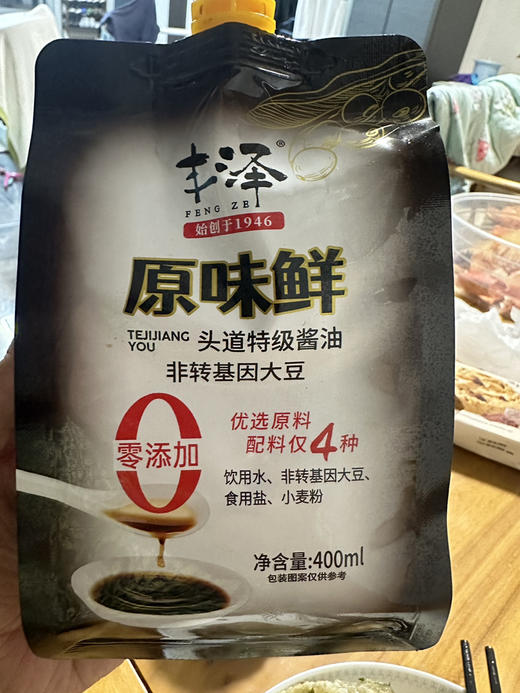 丰泽®
FENG ZE
始创于1946
原味鲜
TEJIJIANG
YOU
头道特级酱油
非转基因大豆
0
零添加
优选原料
配料仅4种
饮用水、非转基因大豆、
食用盐、小麦粉
净含量:400ml
包装图案仅供参考